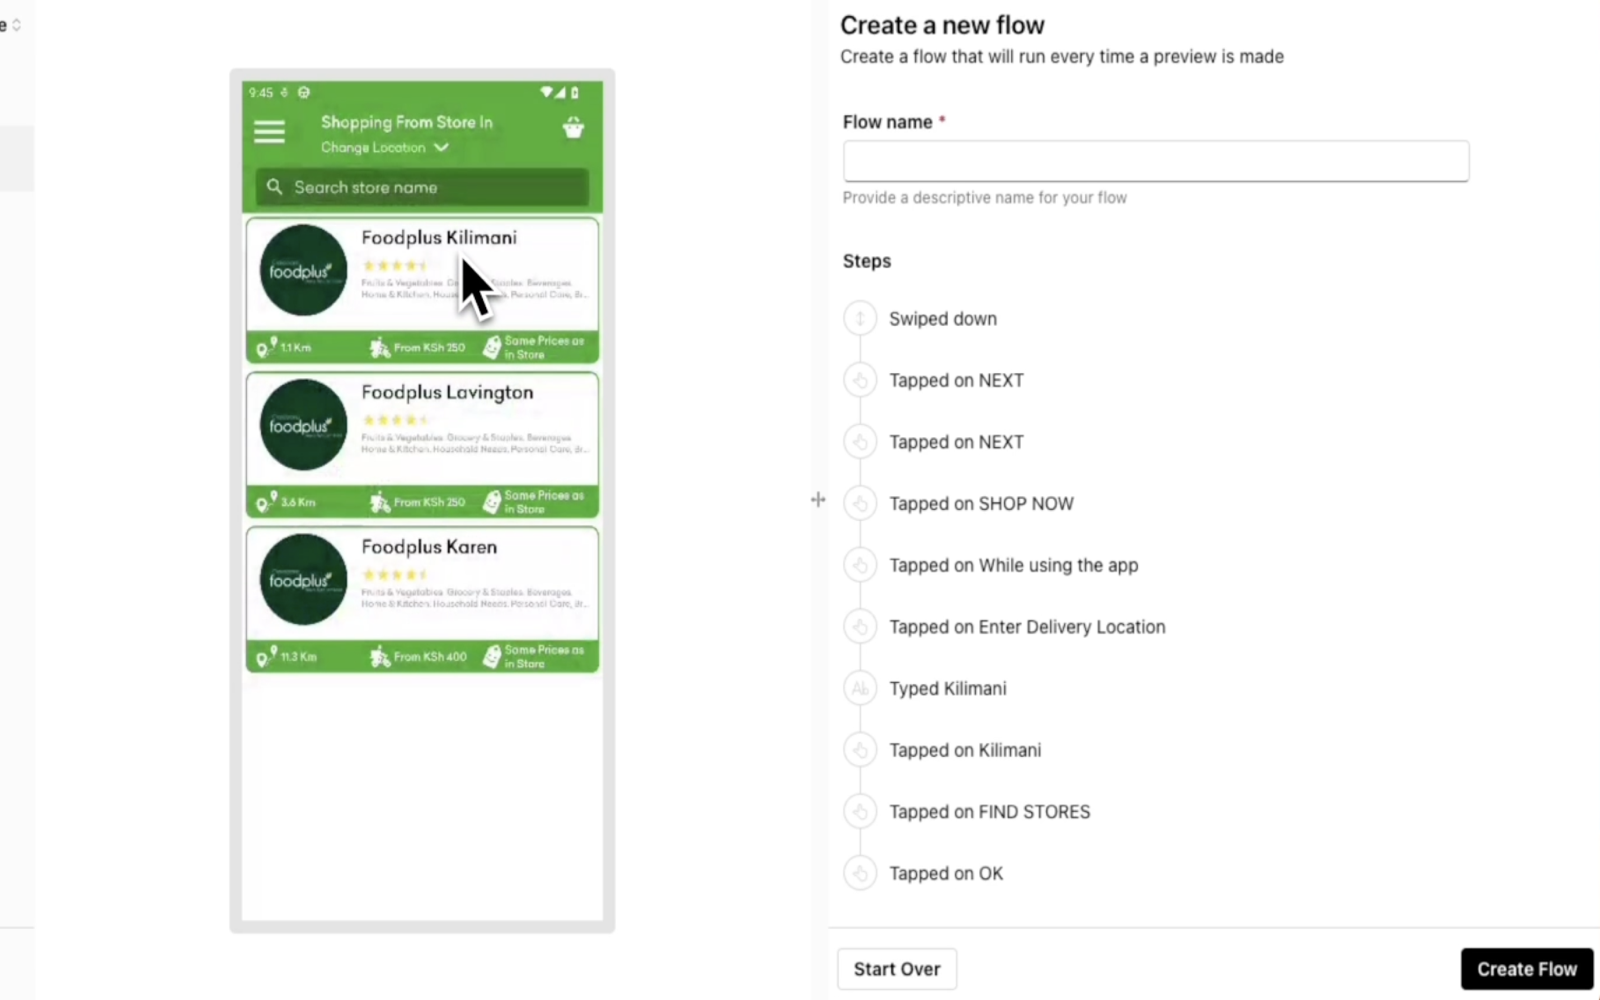 e
9:45
Shopping From Store In
Change Location
Search store name
foodplus
Foodplus Kilimani
Fruits & Vegetables Staples Beverages
Home & Kitchen, Personal Care,
1.1 Km
From KSh 250
Same Prices as
in Store
foodplus
Foodplus Lavington
Fruits & Vegetables Grocery & Staples Beverages
Home & Kitchen, Household Needs, Personal Care,
3.6 Km
From KSh 250
Same Prices as
in Store
foodplus
Foodplus Karen
Fruits & Vegetables Grocery & Staples Beverages
Home & Kitchen, Household Needs, Personal Care,
11.3 Km
From KSh 400
Same Prices as
in Store
Create a new flow
Create a flow that will run every time a preview is made
Flow name *
Provide a descriptive name for your flow
Steps
Swiped down
Tapped on NEXT
Tapped on NEXT
Tapped on SHOP NOW
Tapped on While using the app
Tapped on Enter Delivery Location
Ab Typed Kilimani
Tapped on Kilimani
Tapped on FIND STORES
Tapped on OK
Start Over
Create Flow